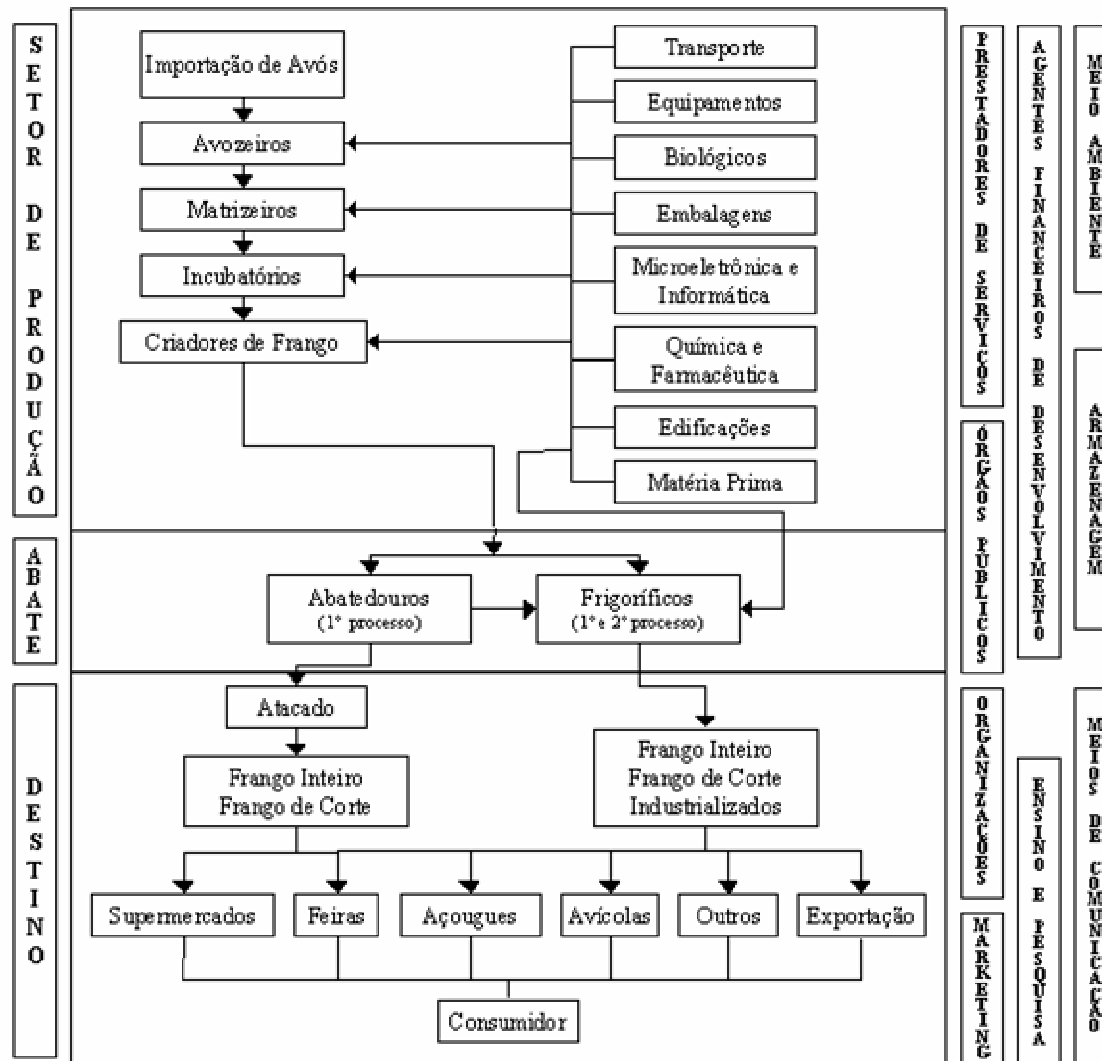 SETOR DE PRODUÇÃO
Importação de Avós
Avozeiros
Matrizeiros
Incubatórios
Criadores de Frango
Transporte
Equipamentos
Biológicos
Embalagens
Microeletrônica e
Informática
Química e
Farmacêutica
Edificações
Matéria Prima
ABATE
Abatedouros
(1º processo)
Frigoríficos
(1º e 2º processo)
DESTINO
Atacado
Frango Inteiro
Frango de Corte
Frango Inteiro
Frango de Corte
Industrializados
Supermercados
Feiras
Açougues
Avícolas
Outros
Exportação
Consumidor
PRESTADORES DE SERVIÇOS
ÓRGÃOS PÚBLICOS
ORGANIZAÇÕES
MARKETING
AGENTES FINANCEIROS DE DESENVOLVIMENTO
ENSINO E PESQUISA
MEIO AMBIENTE
ARMAZENAGEM
MEIOS DE COMUNICAÇÃO